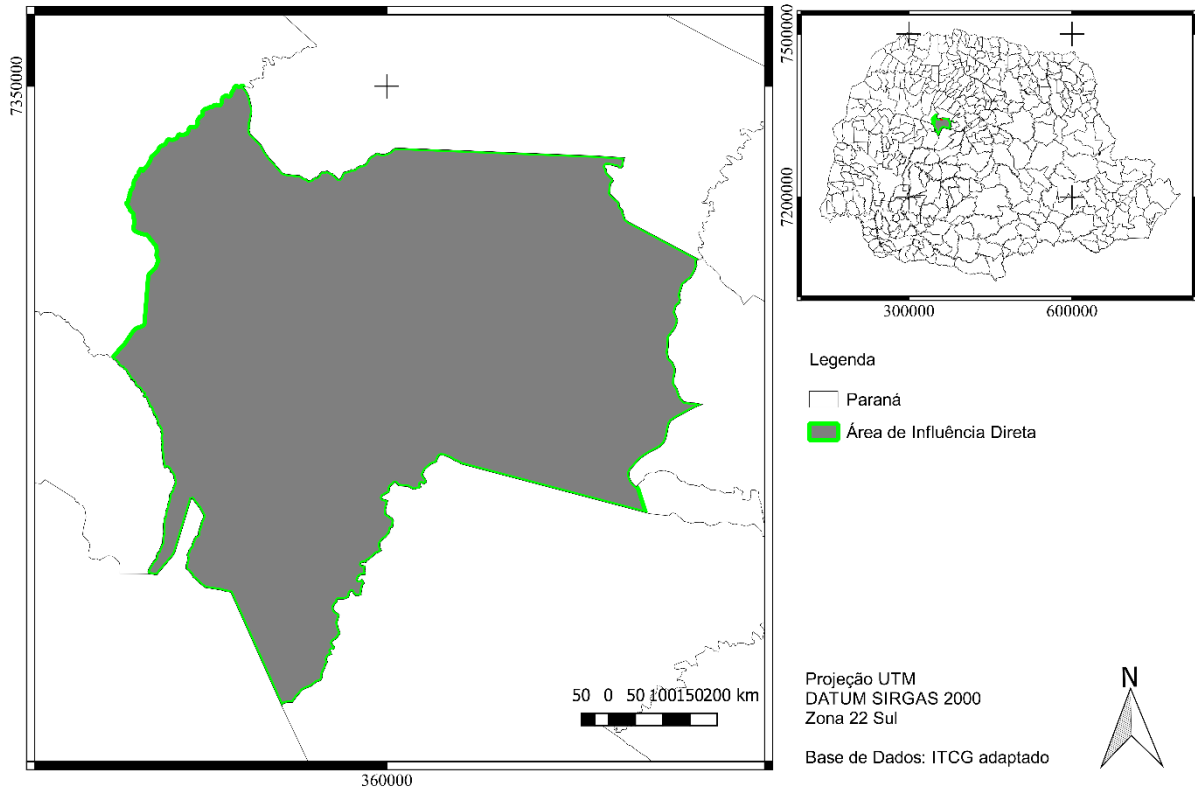 7350000
360000
50 0 50 100150200 km
7500000
7200000
300000 600000
Legenda
Paraná
Área de Influência Direta
Projeção UTM
DATUM SIRGAS 2000
Zona 22 Sul
Base de Dados: ITCG adaptado
N